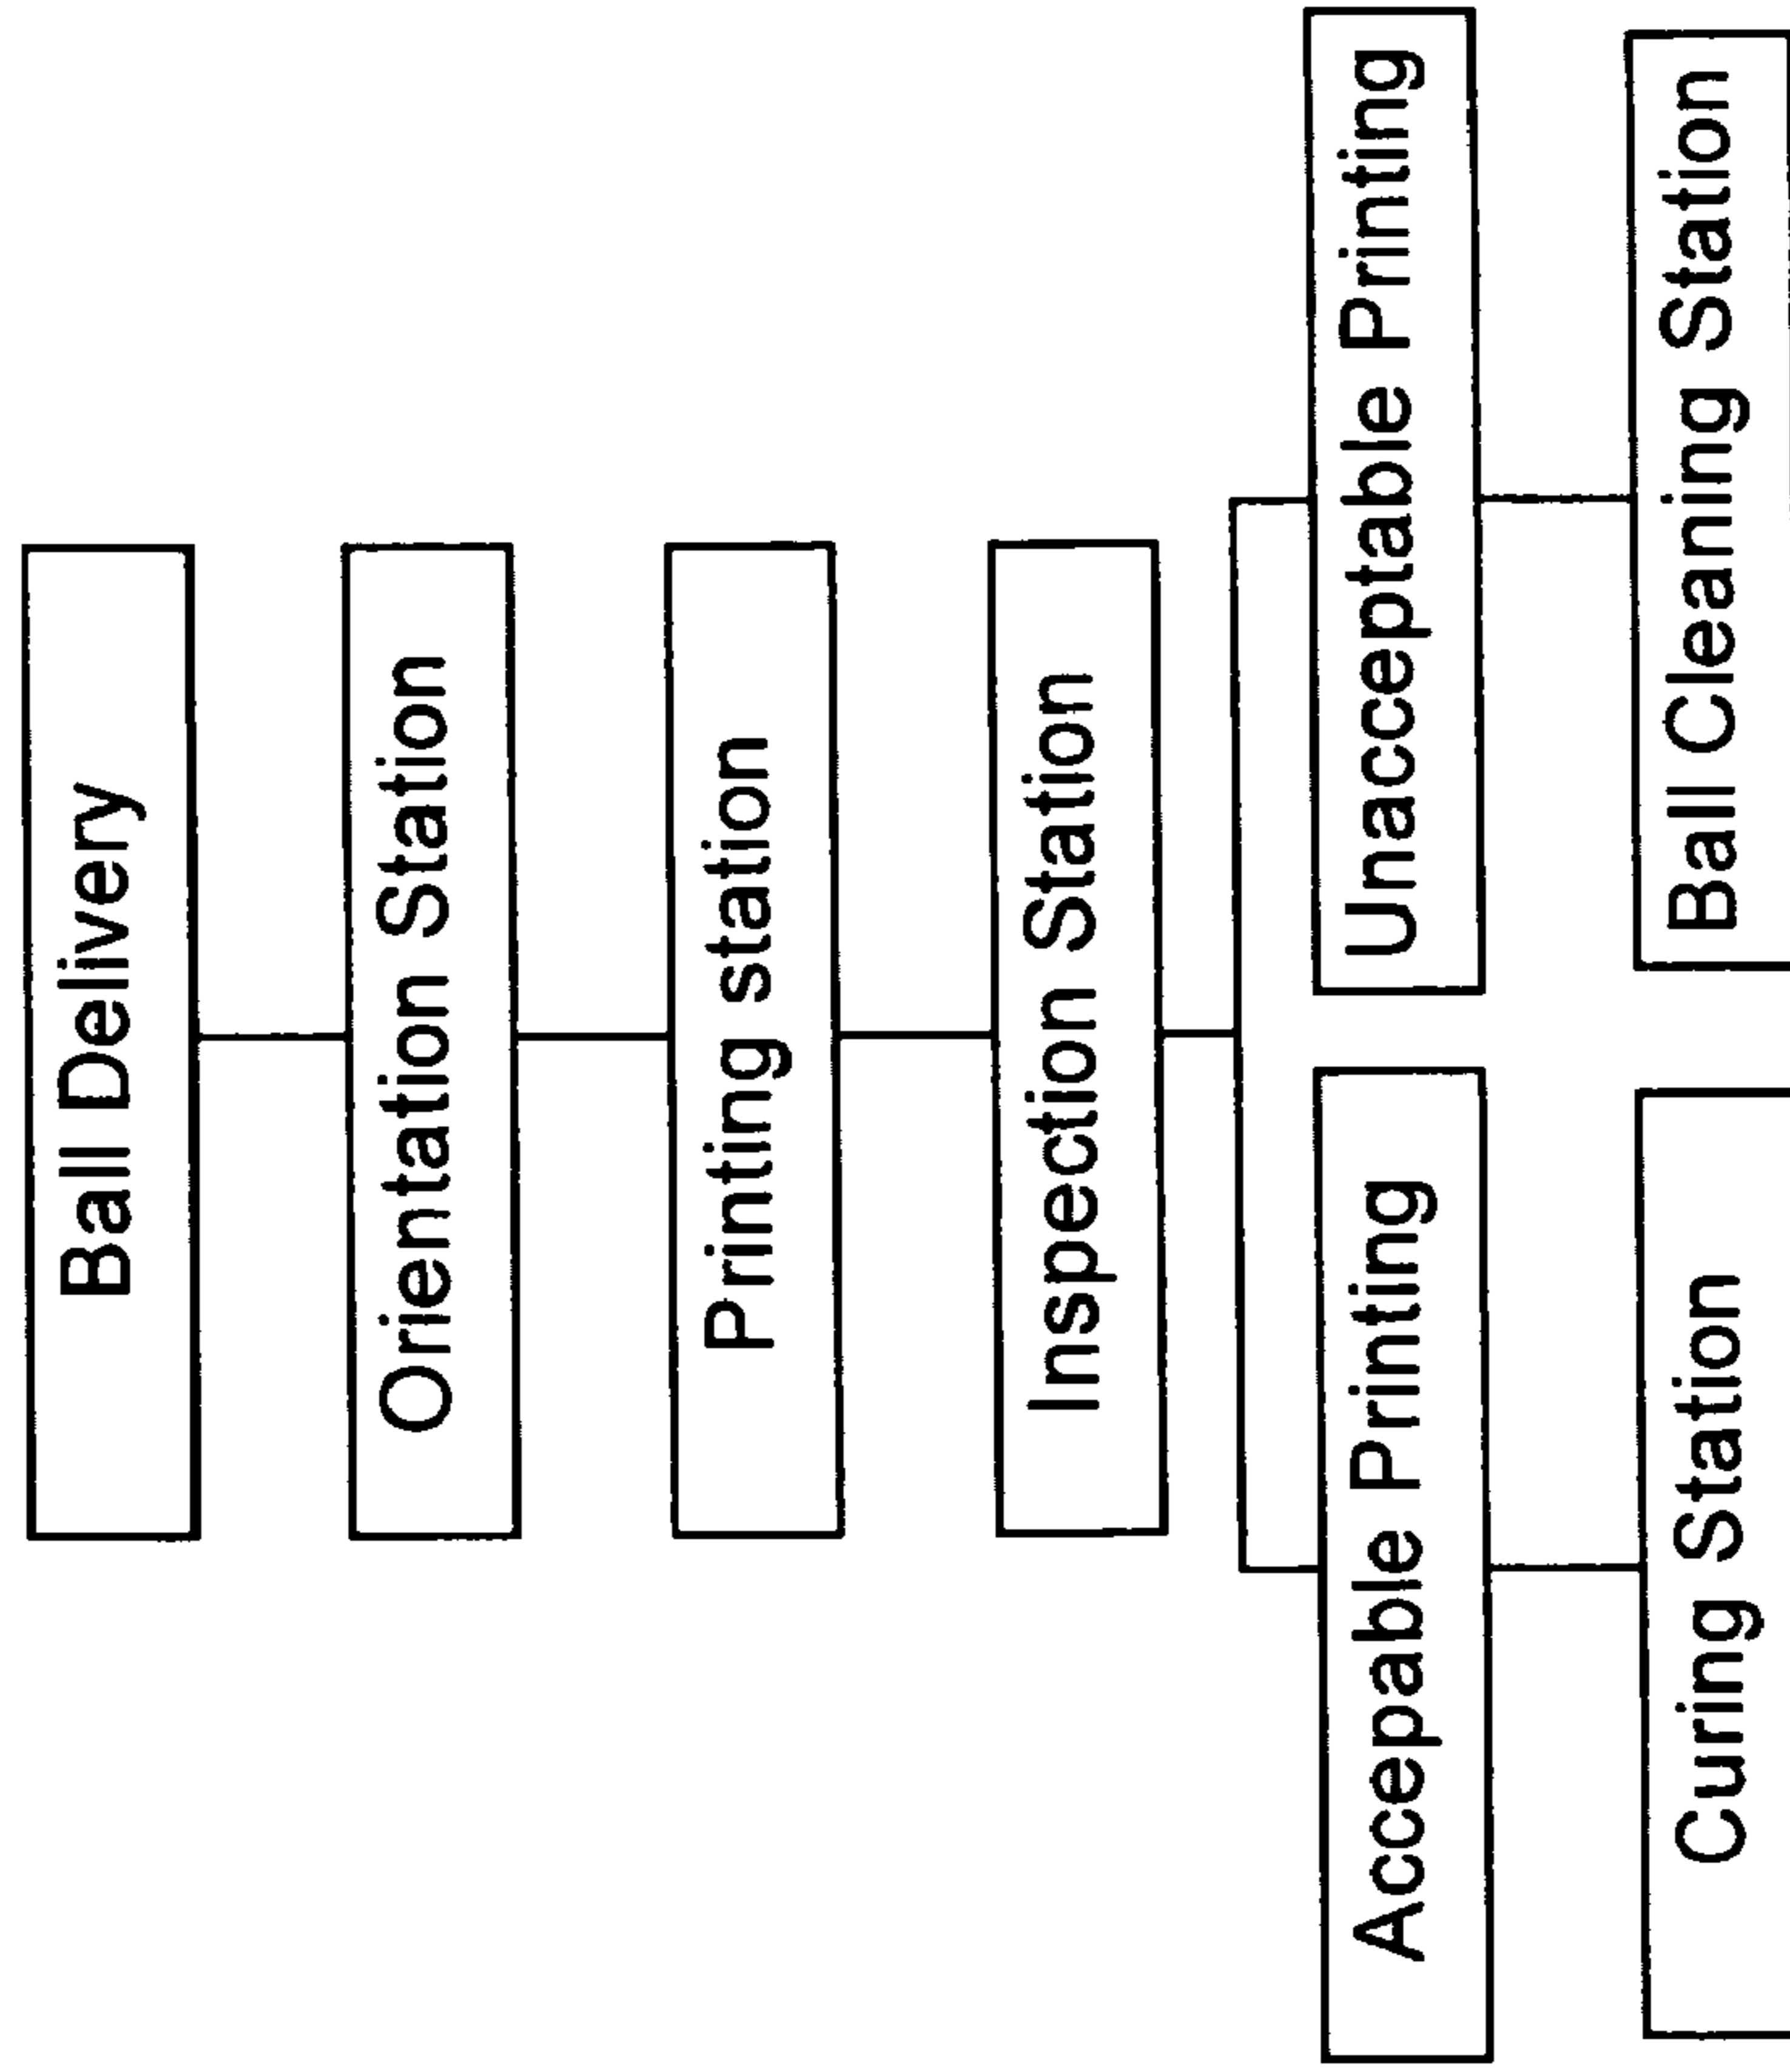 Ball Delivery
Orientation Station
Printing station
Inspection Station
Accepable Printing
Unacceptable Printing
Curing Station
Ball Cleaning Station